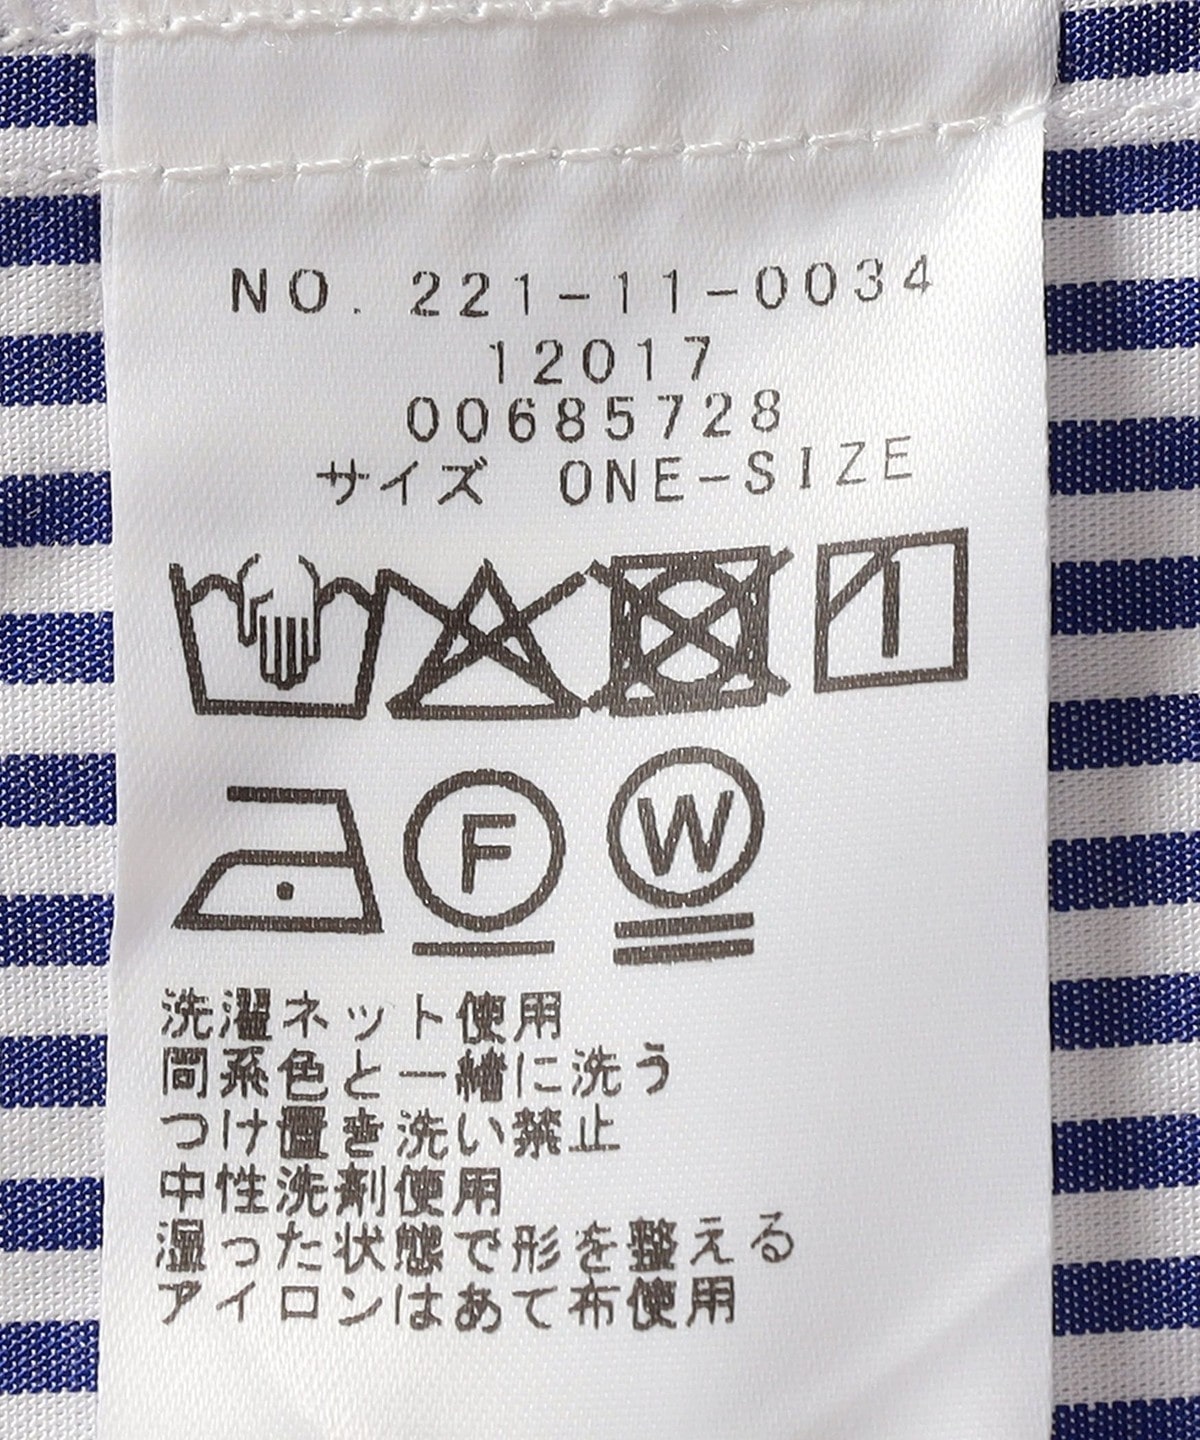 NO. 221-11-0034
12017
00685728
サイズ ONE-SIZE
F W
洗濯ネット使用
同系色と一緒に洗う
つけ置き洗い禁止
中性洗剤使用
湿った状態で形を整える
アイロンはあて布使用